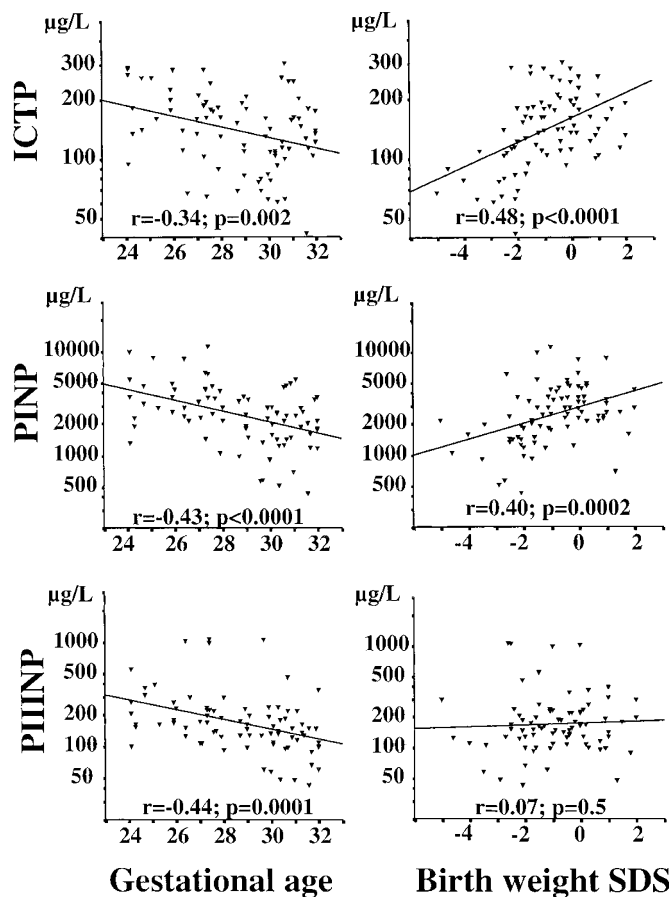 µg/L µg/L
ICTP
300 300
200 200
100 100
50 50
r=-0.34; p=0.002 r=0.48; p<0.0001
24 26 28 30 32 -4 -2 0 2
µg/L µg/L
PINP
10000 10000
5000 5000
2000 2000
1000 1000
500 500
r=-0.43; p<0.0001 r=0.40; p=0.0002
24 26 28 30 32 -4 -2 0 2
µg/L µg/L
PIIINP
1000 1000
500 500
200 200
100 100
50 50
r=-0.44; p=0.0001 r=0.07; p=0.5
24 26 28 30 32 -4 -2 0 2
Gestational age Birth weight SDS